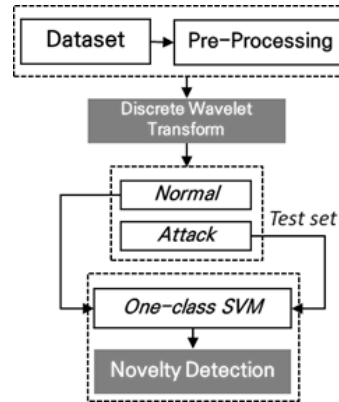 Dataset
Pre-Processing
Discrete Wavelet
Transform
Normal
Attack
Test set
One-class SVM
Novelty Detection